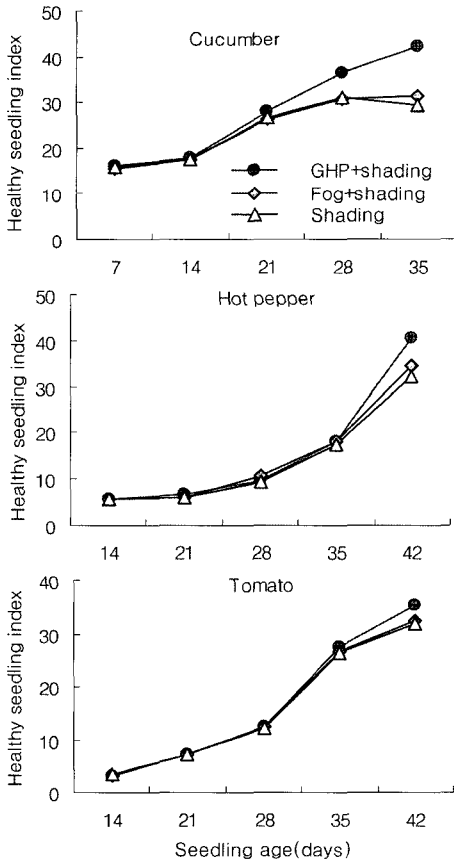 50
Cucumber
40
30
20
10
0
Healthy seedling index
GHP+shading
Fog+shading
Shading
7 14 21 28 35
Hot pepper
50
40
30
20
10
0
Healthy seedling index
14 21 28 35 42
Tomato
40
30
20
10
0
Healthy seedling index
14 21 28 35 42
Seedling age(days)